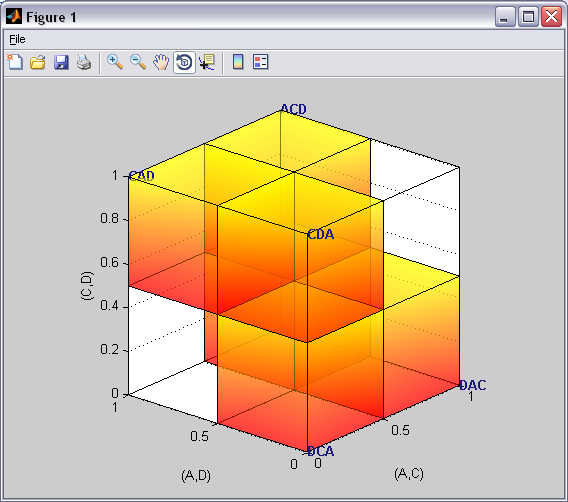 Figure 1
File
ACD
CAD
CDA
1
0.8
0.6
0.4
0.2
0
(C,D)
DAC
DCA
1
0.5
0
(A,D)
0
0.5
1
(A,C)